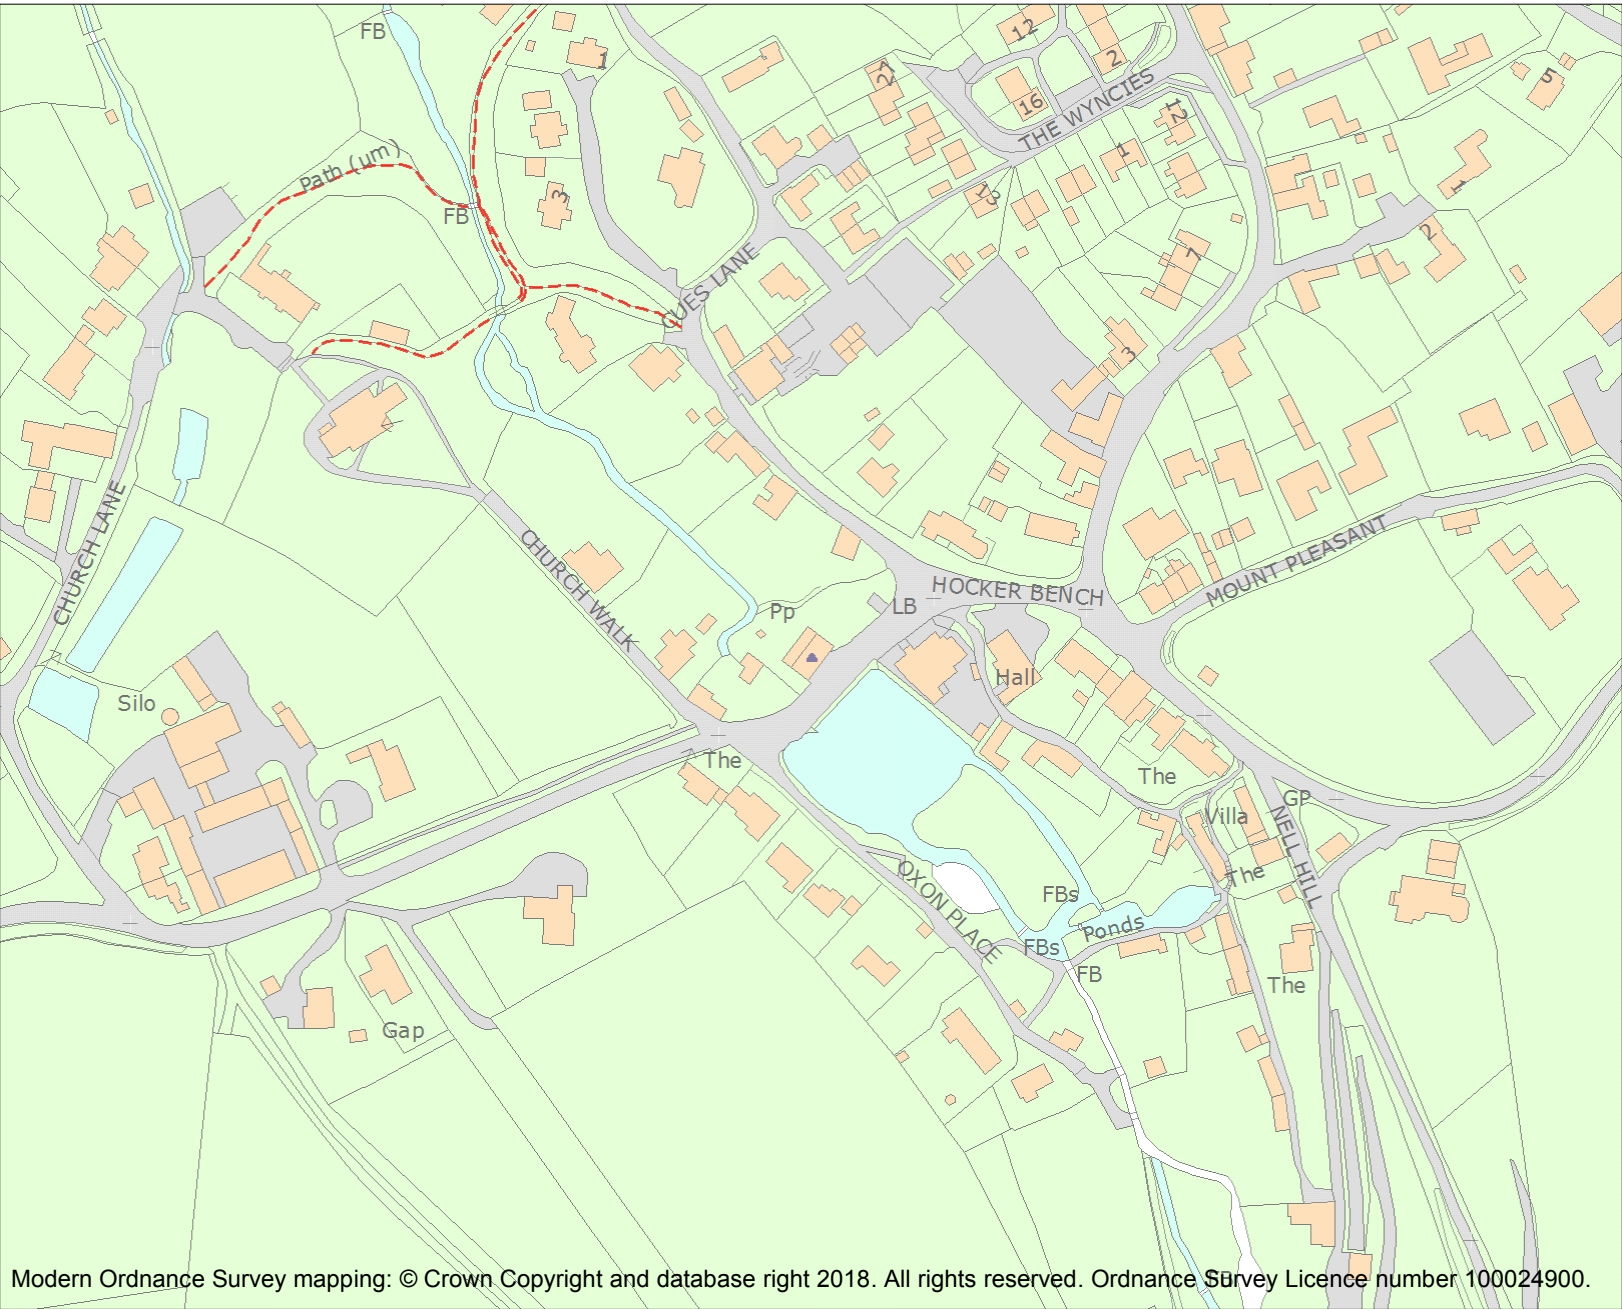 FB
12
2
1
27
5
16
THE WYNCIES
12
1
Path (um)
3
13
1
FB
2
7
CUES LANE
3
CHURCH LANE
CHURCH WALK
MOUNT PLEASANT
HOCKER BENCH
LB
Pp
Hall
Silo
The
The
GP
Villa
NELL HILL
The
OXON PLACE
FBs
Ponds
FBs
FB
The
Gap
Modern Ordnance Survey mapping: © Crown Copyright and database right 2018. All rights reserved. Ordnance Survey Licence number 100024900.